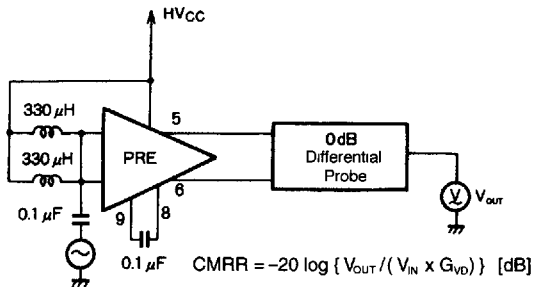 HVCC
330 μH
5
PRE
0dB
Differential
Probe
330 μH
6
VOUT
0.1 μF
9
8
0.1 μF
CMRR = −20 log { VOUT / ( VIN x GVD ) } [dB]